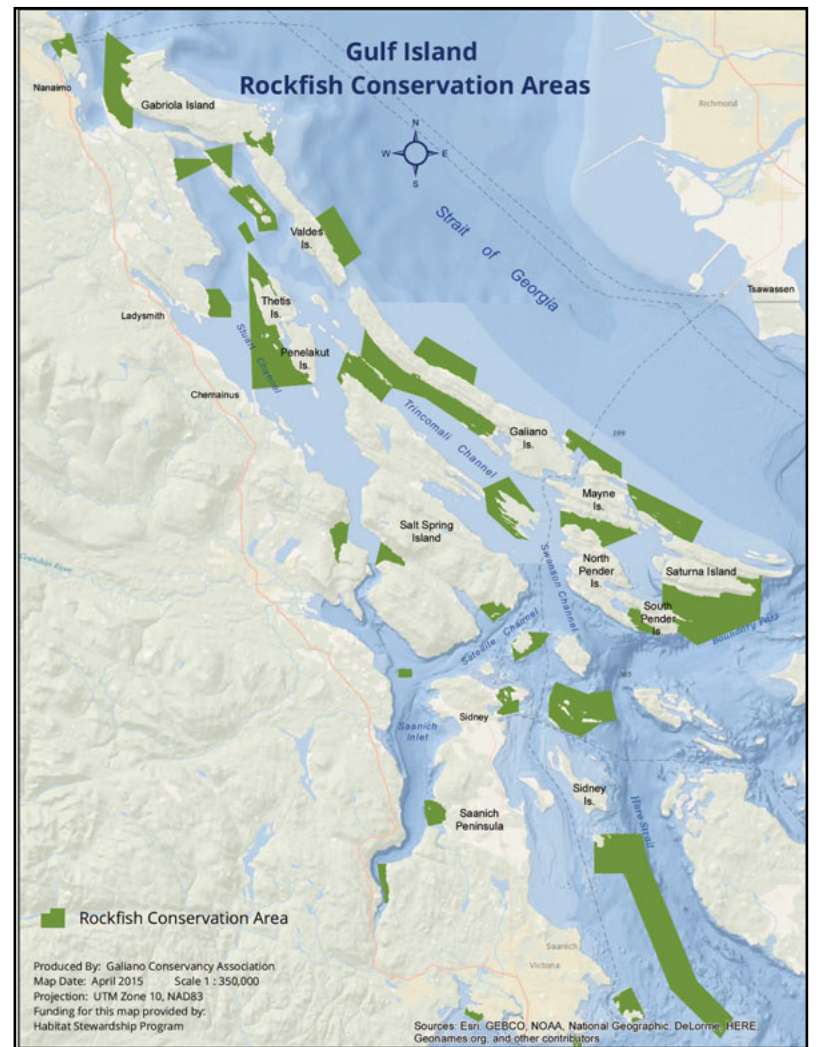 Gulf Island
Rockfish Conservation Areas
Nanaimo
Gabriola Island
Richmond
N
W
E
S
Strait of Georgia
Valdes
Is.
Tsawassen
Thetis
Is.
Ladysmith
Stuart Channel
Penelakut
Is.
Chemainus
Trincomali Channel
Galiano
Is.
199
Mayne
Is.
Salt Spring
Island
Swanson Channel
North
Pender
Is.
Saturna Island
South
Pender
Is.
Boundary Pass
Satellite Channel
Sidney
Saanich
Inlet
Sidney
Is.
Haro Strait
Saanich
Peninsula
Rockfish Conservation Area
Saanich
Victoria
Produced By: Galiano Conservancy Association
Map Date: April 2015 Scale 1 : 350,000
Projection: UTM Zone 10, NAD83
Funding for this map provided by:
Habitat Stewardship Program
Sources: Esri, GEBCO, NOAA, National Geographic, DeLorme, HERE,
Geonames.org, and other contributors